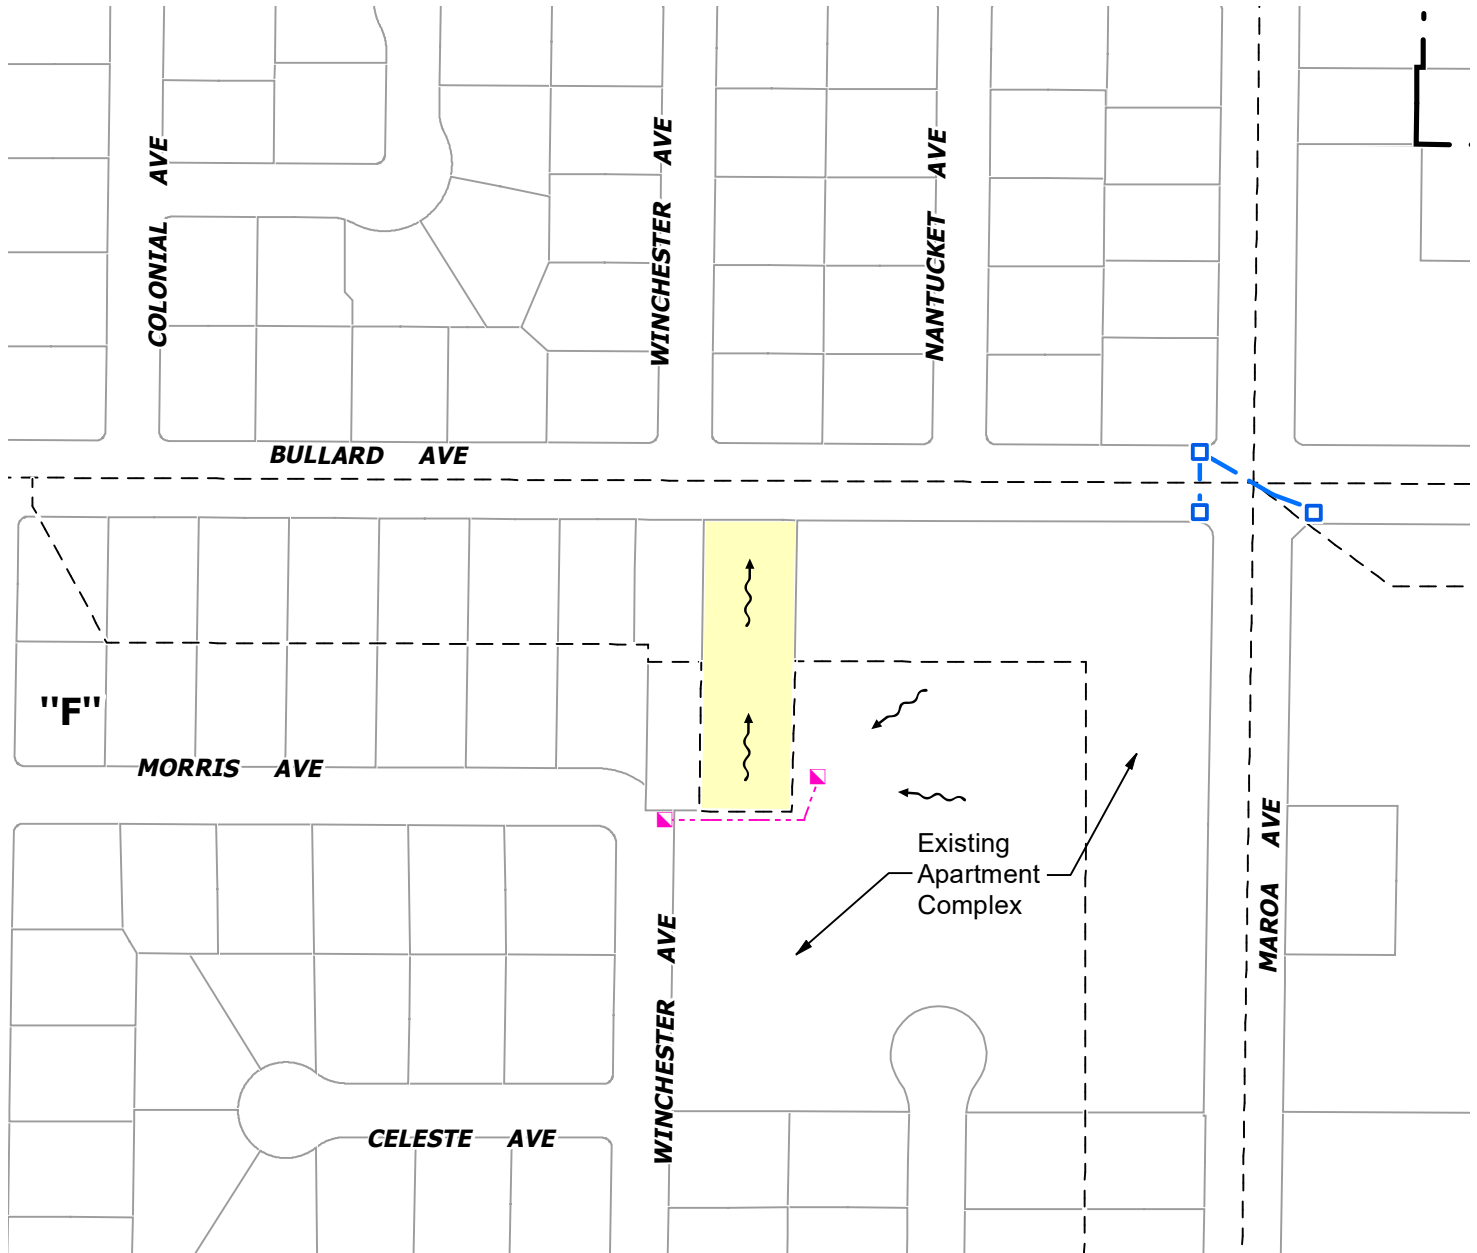 COLONIAL AVE
WINCHESTER AVE
NANTUCKET AVE
BULLARD AVE
"F"
MORRIS AVE
Existing
Apartment
Complex
MAROA AVE
WINCHESTER AVE
CELESTE AVE